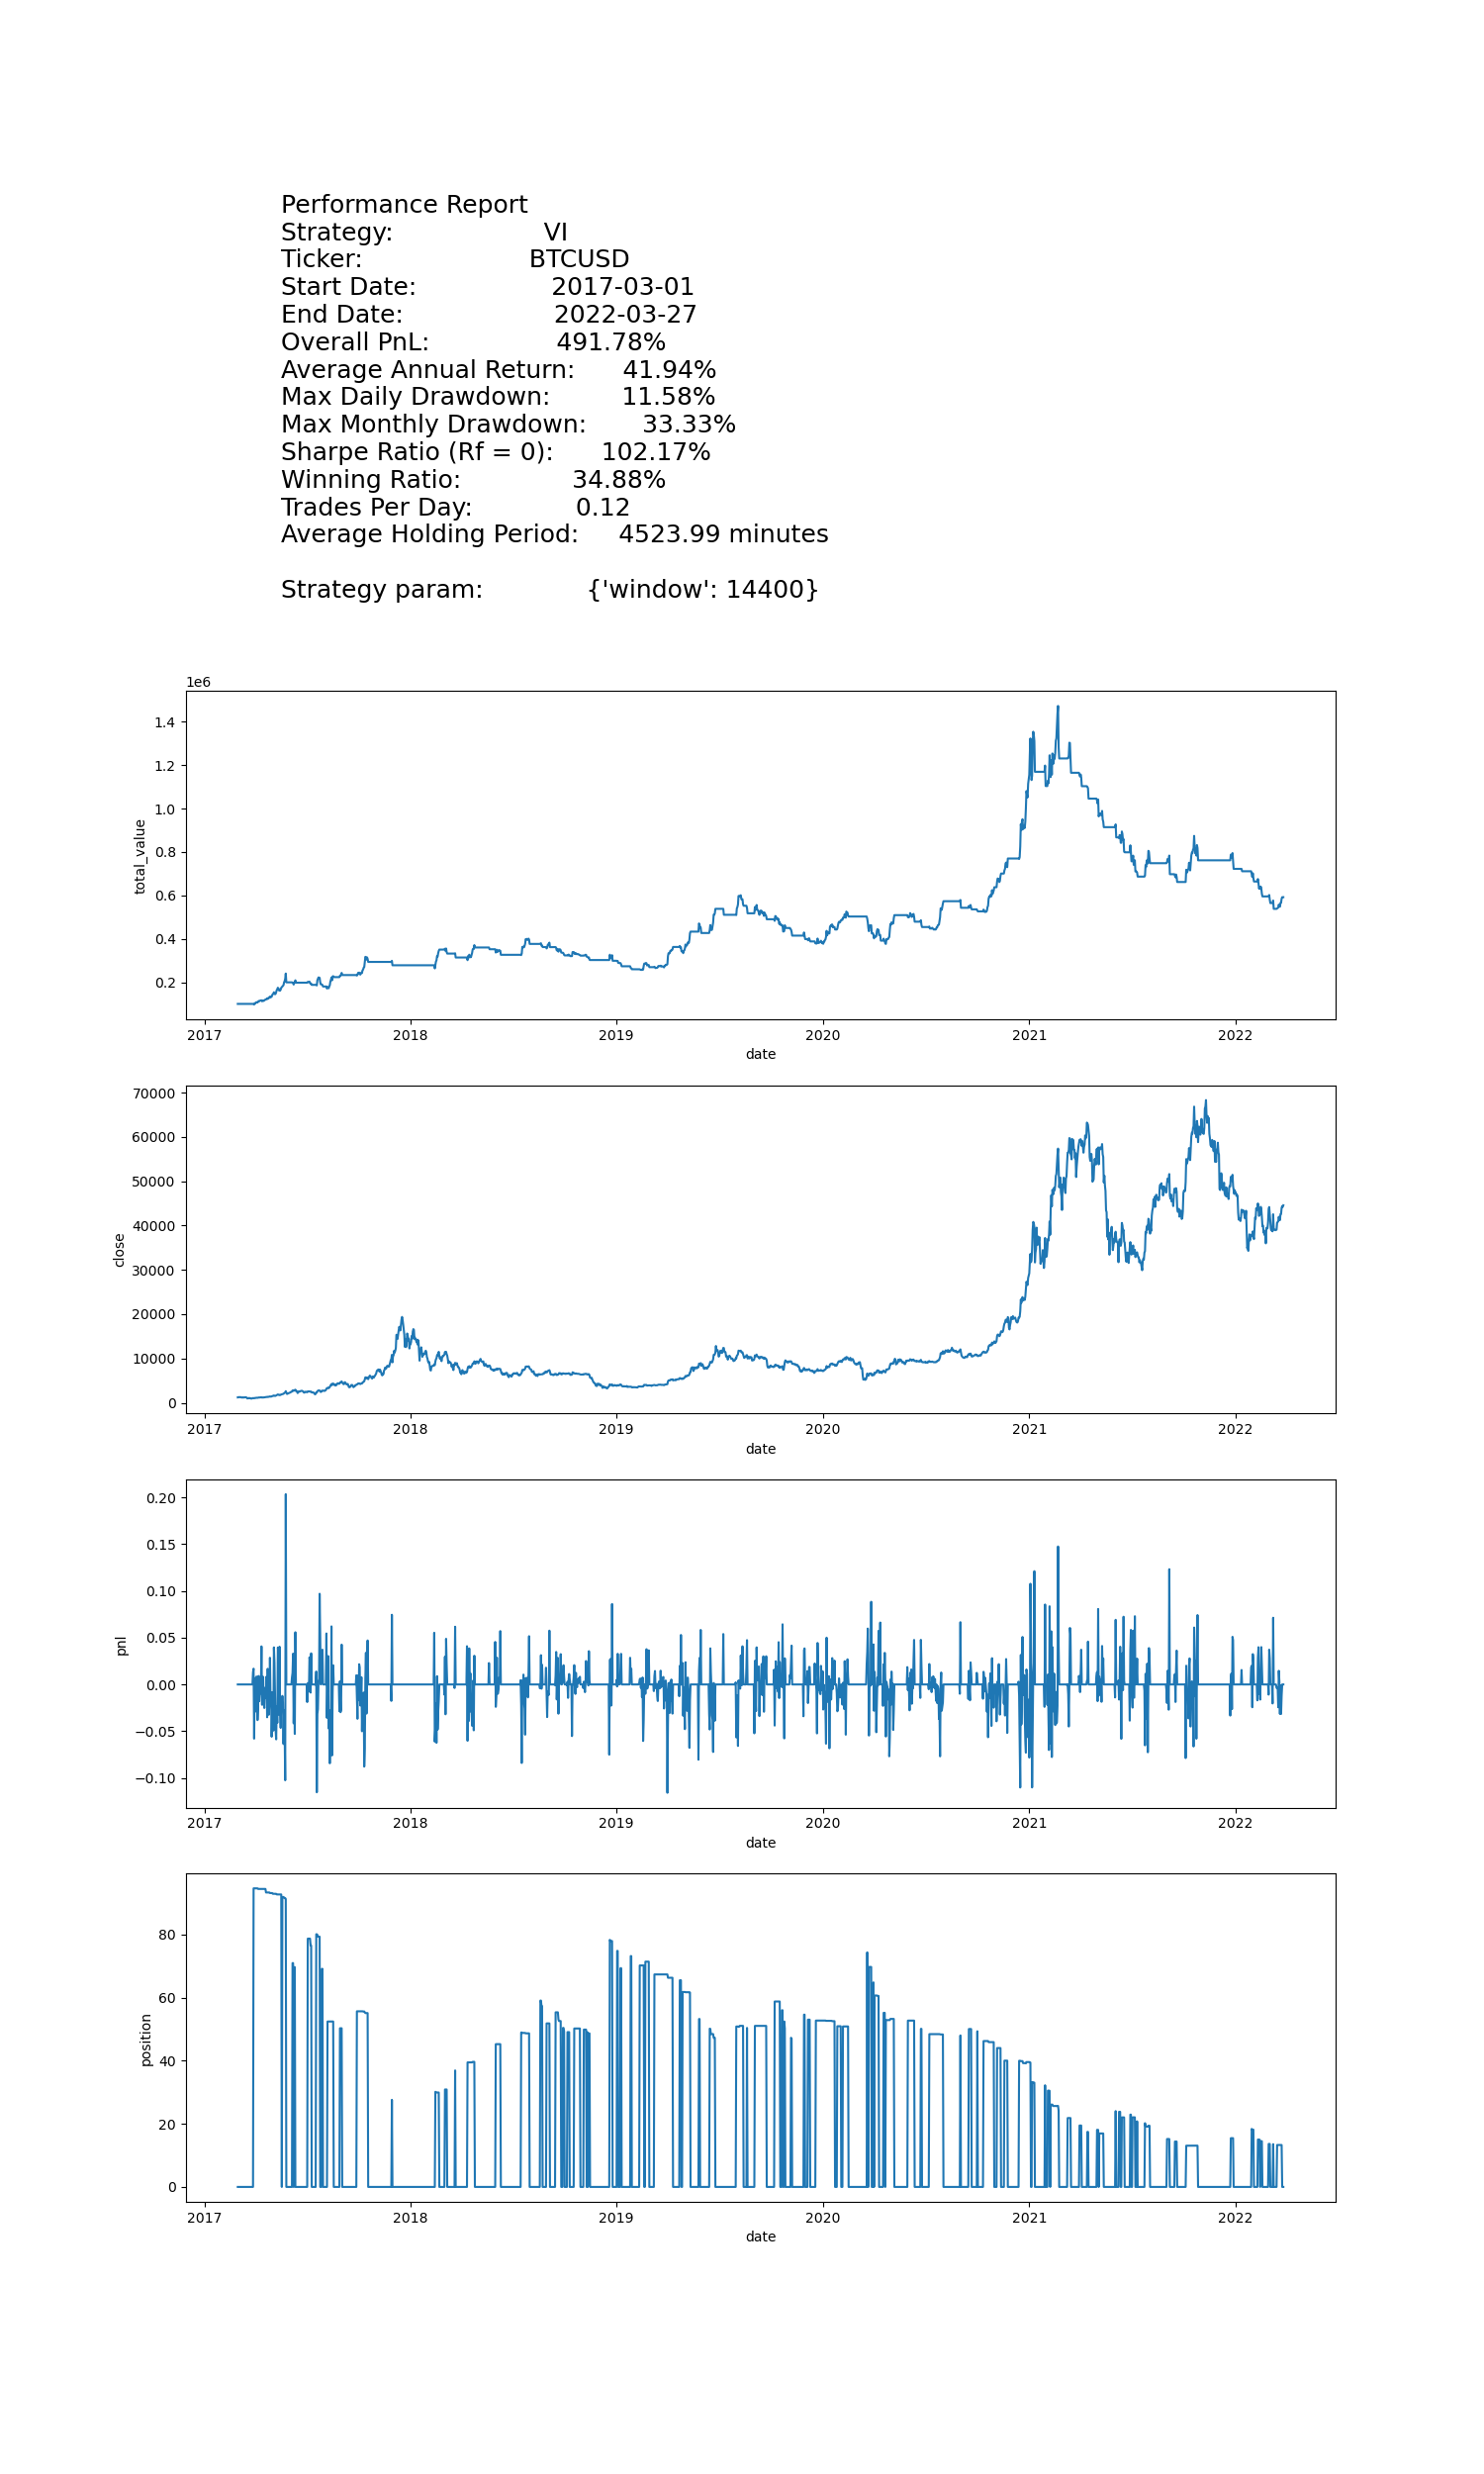 Performance Report
Strategy: VI
Ticker: BTCUSD
Start Date: 2017-03-01
End Date: 2022-03-27
Overall PnL: 491.78%
Average Annual Return: 41.94%
Max Daily Drawdown: 11.58%
Max Monthly Drawdown: 33.33%
Sharpe Ratio (Rf = 0): 102.17%
Winning Ratio: 34.88%
Trades Per Day: 0.12
Average Holding Period: 4523.99 minutes
Strategy param: {'window': 14400}
1e6
1.4
1.2
1.0
0.8
0.6
0.4
0.2
total_value
2017 2018 2019 2020 2021 2022
date
70000
60000
50000
40000
30000
20000
10000
0
close
2017 2018 2019 2020 2021 2022
date
0.20
0.15
0.10
0.05
0.00
−0.05
−0.10
pnl
2017 2018 2019 2020 2021 2022
date
80
60
40
20
0
position
2017 2018 2019 2020 2021 2022
date